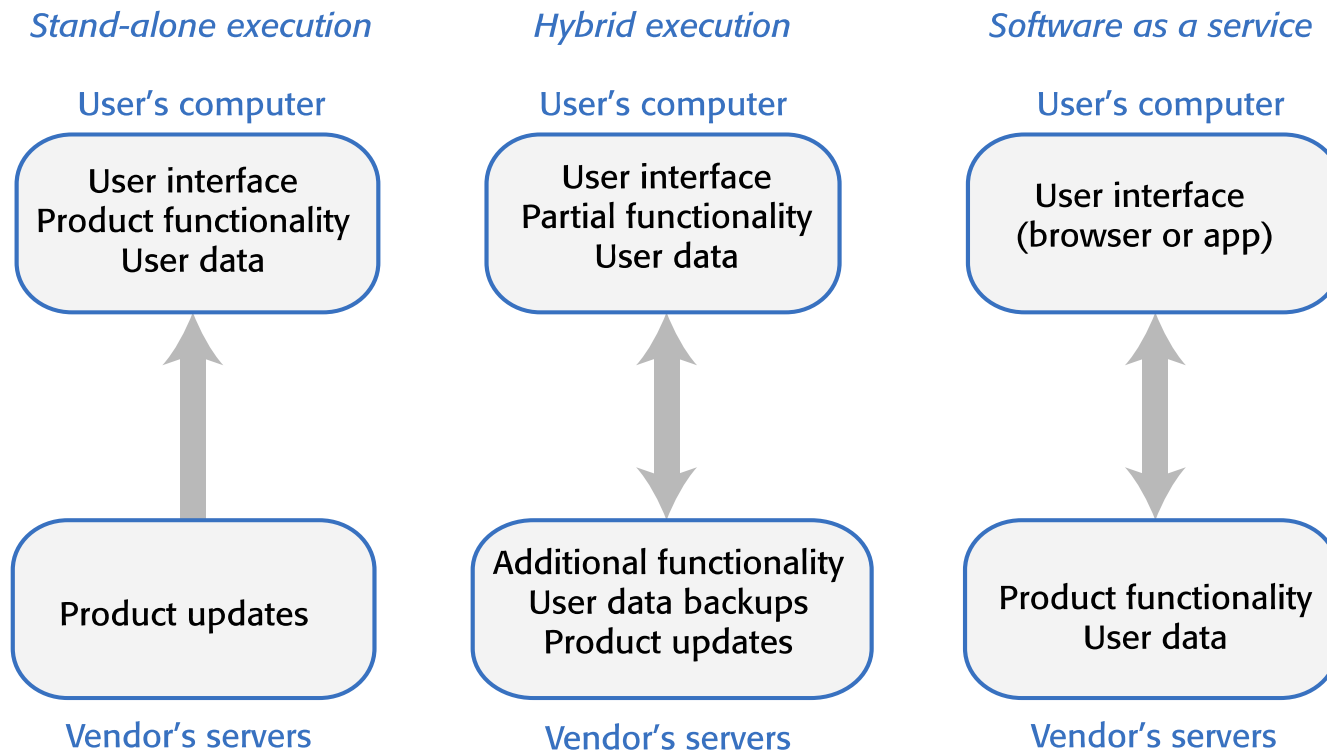 Stand-alone execution
User's computer
User interface
Product functionality
User data
Product updates
Vendor's servers
Hybrid execution
User's computer
User interface
Partial functionality
User data
Additional functionality
User data backups
Product updates
Vendor's servers
Software as a service
User's computer
User interface
(browser or app)
Product functionality
User data
Vendor's servers